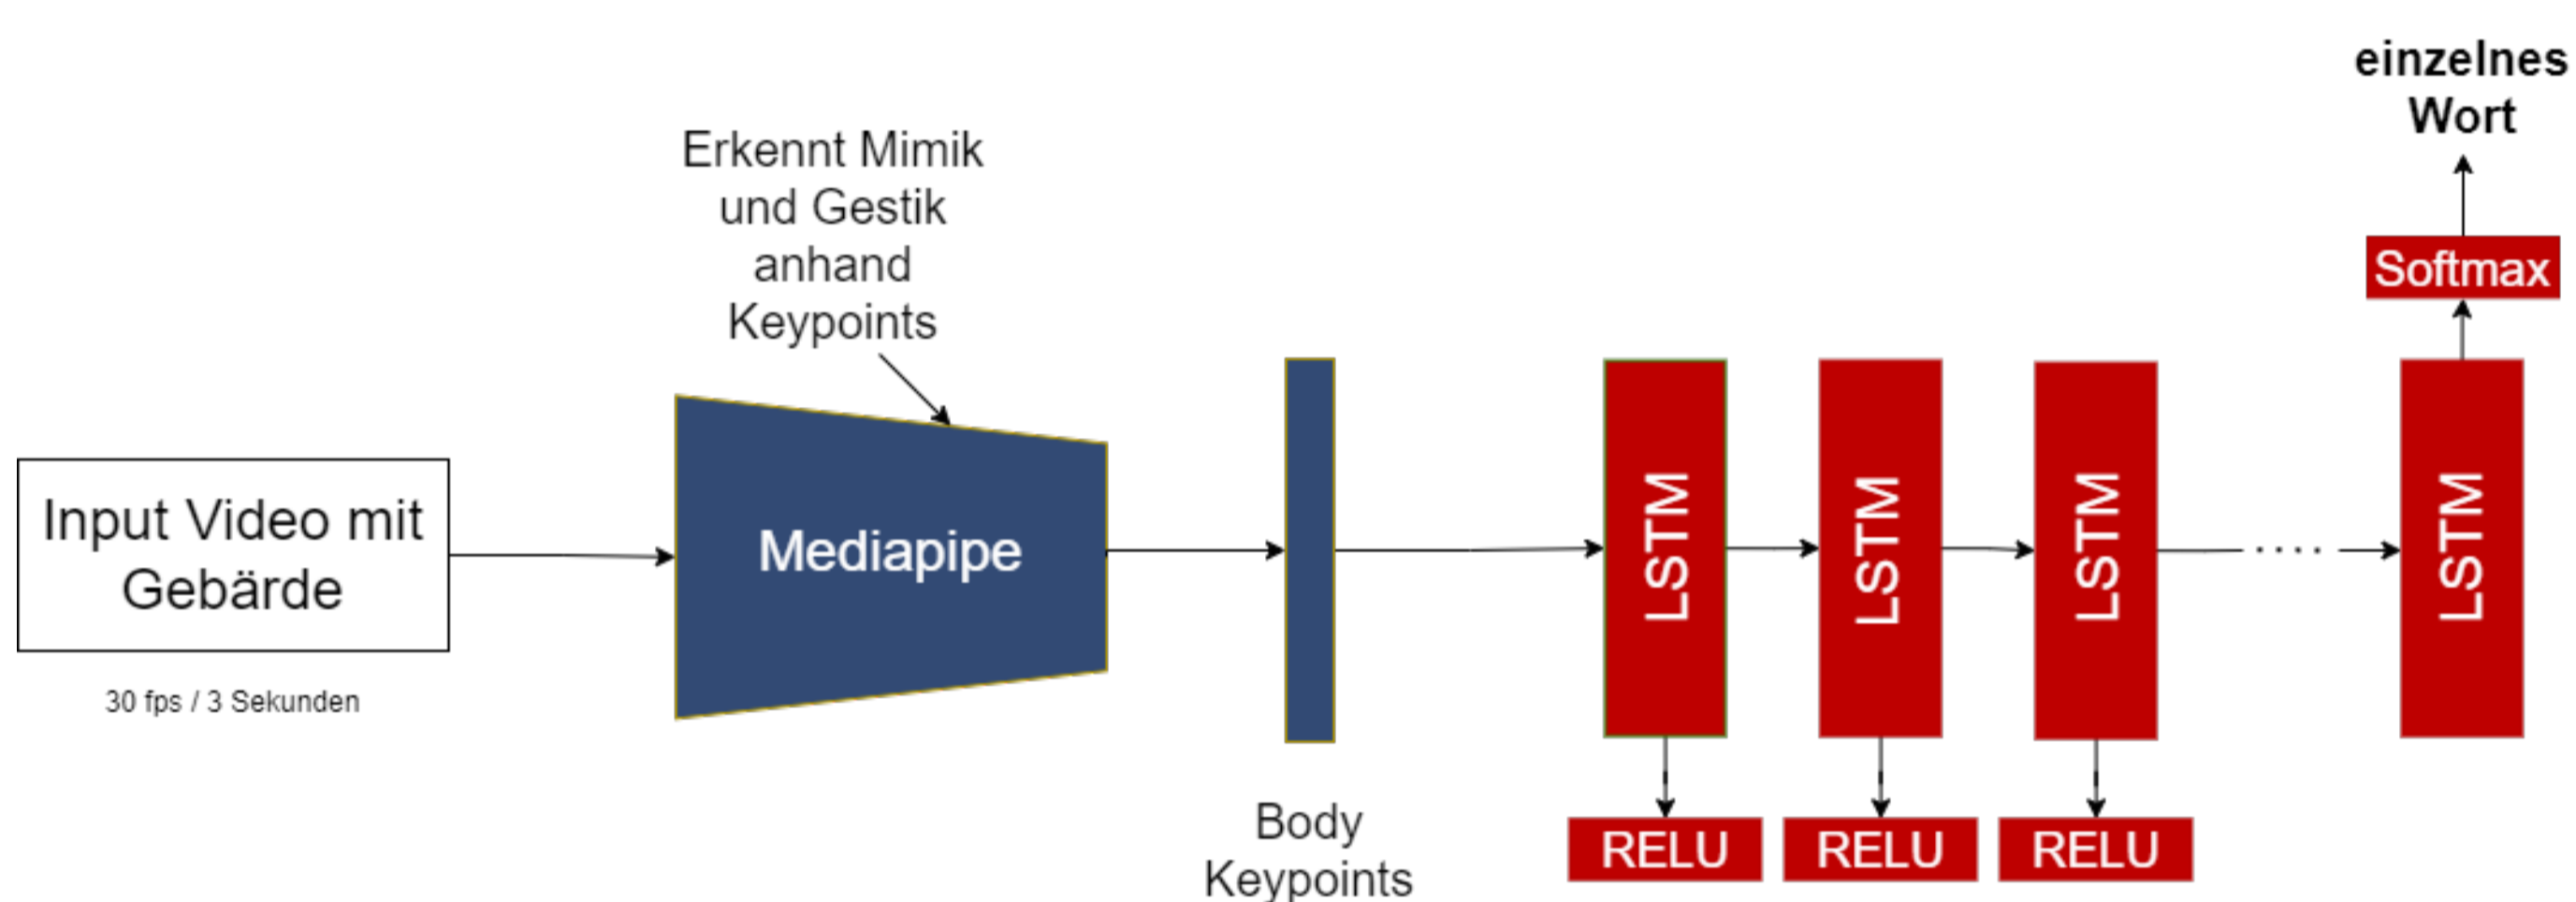 einzelnes
Wort
Erkennt Mimik
und Gestik
anhand
Keypoints
Softmax
Input Video mit
Gebärde
30 fps / 3 Sekunden
Mediapipe
Body
Keypoints
LSTM
LSTM
LSTM
....
LSTM
RELU
RELU
RELU